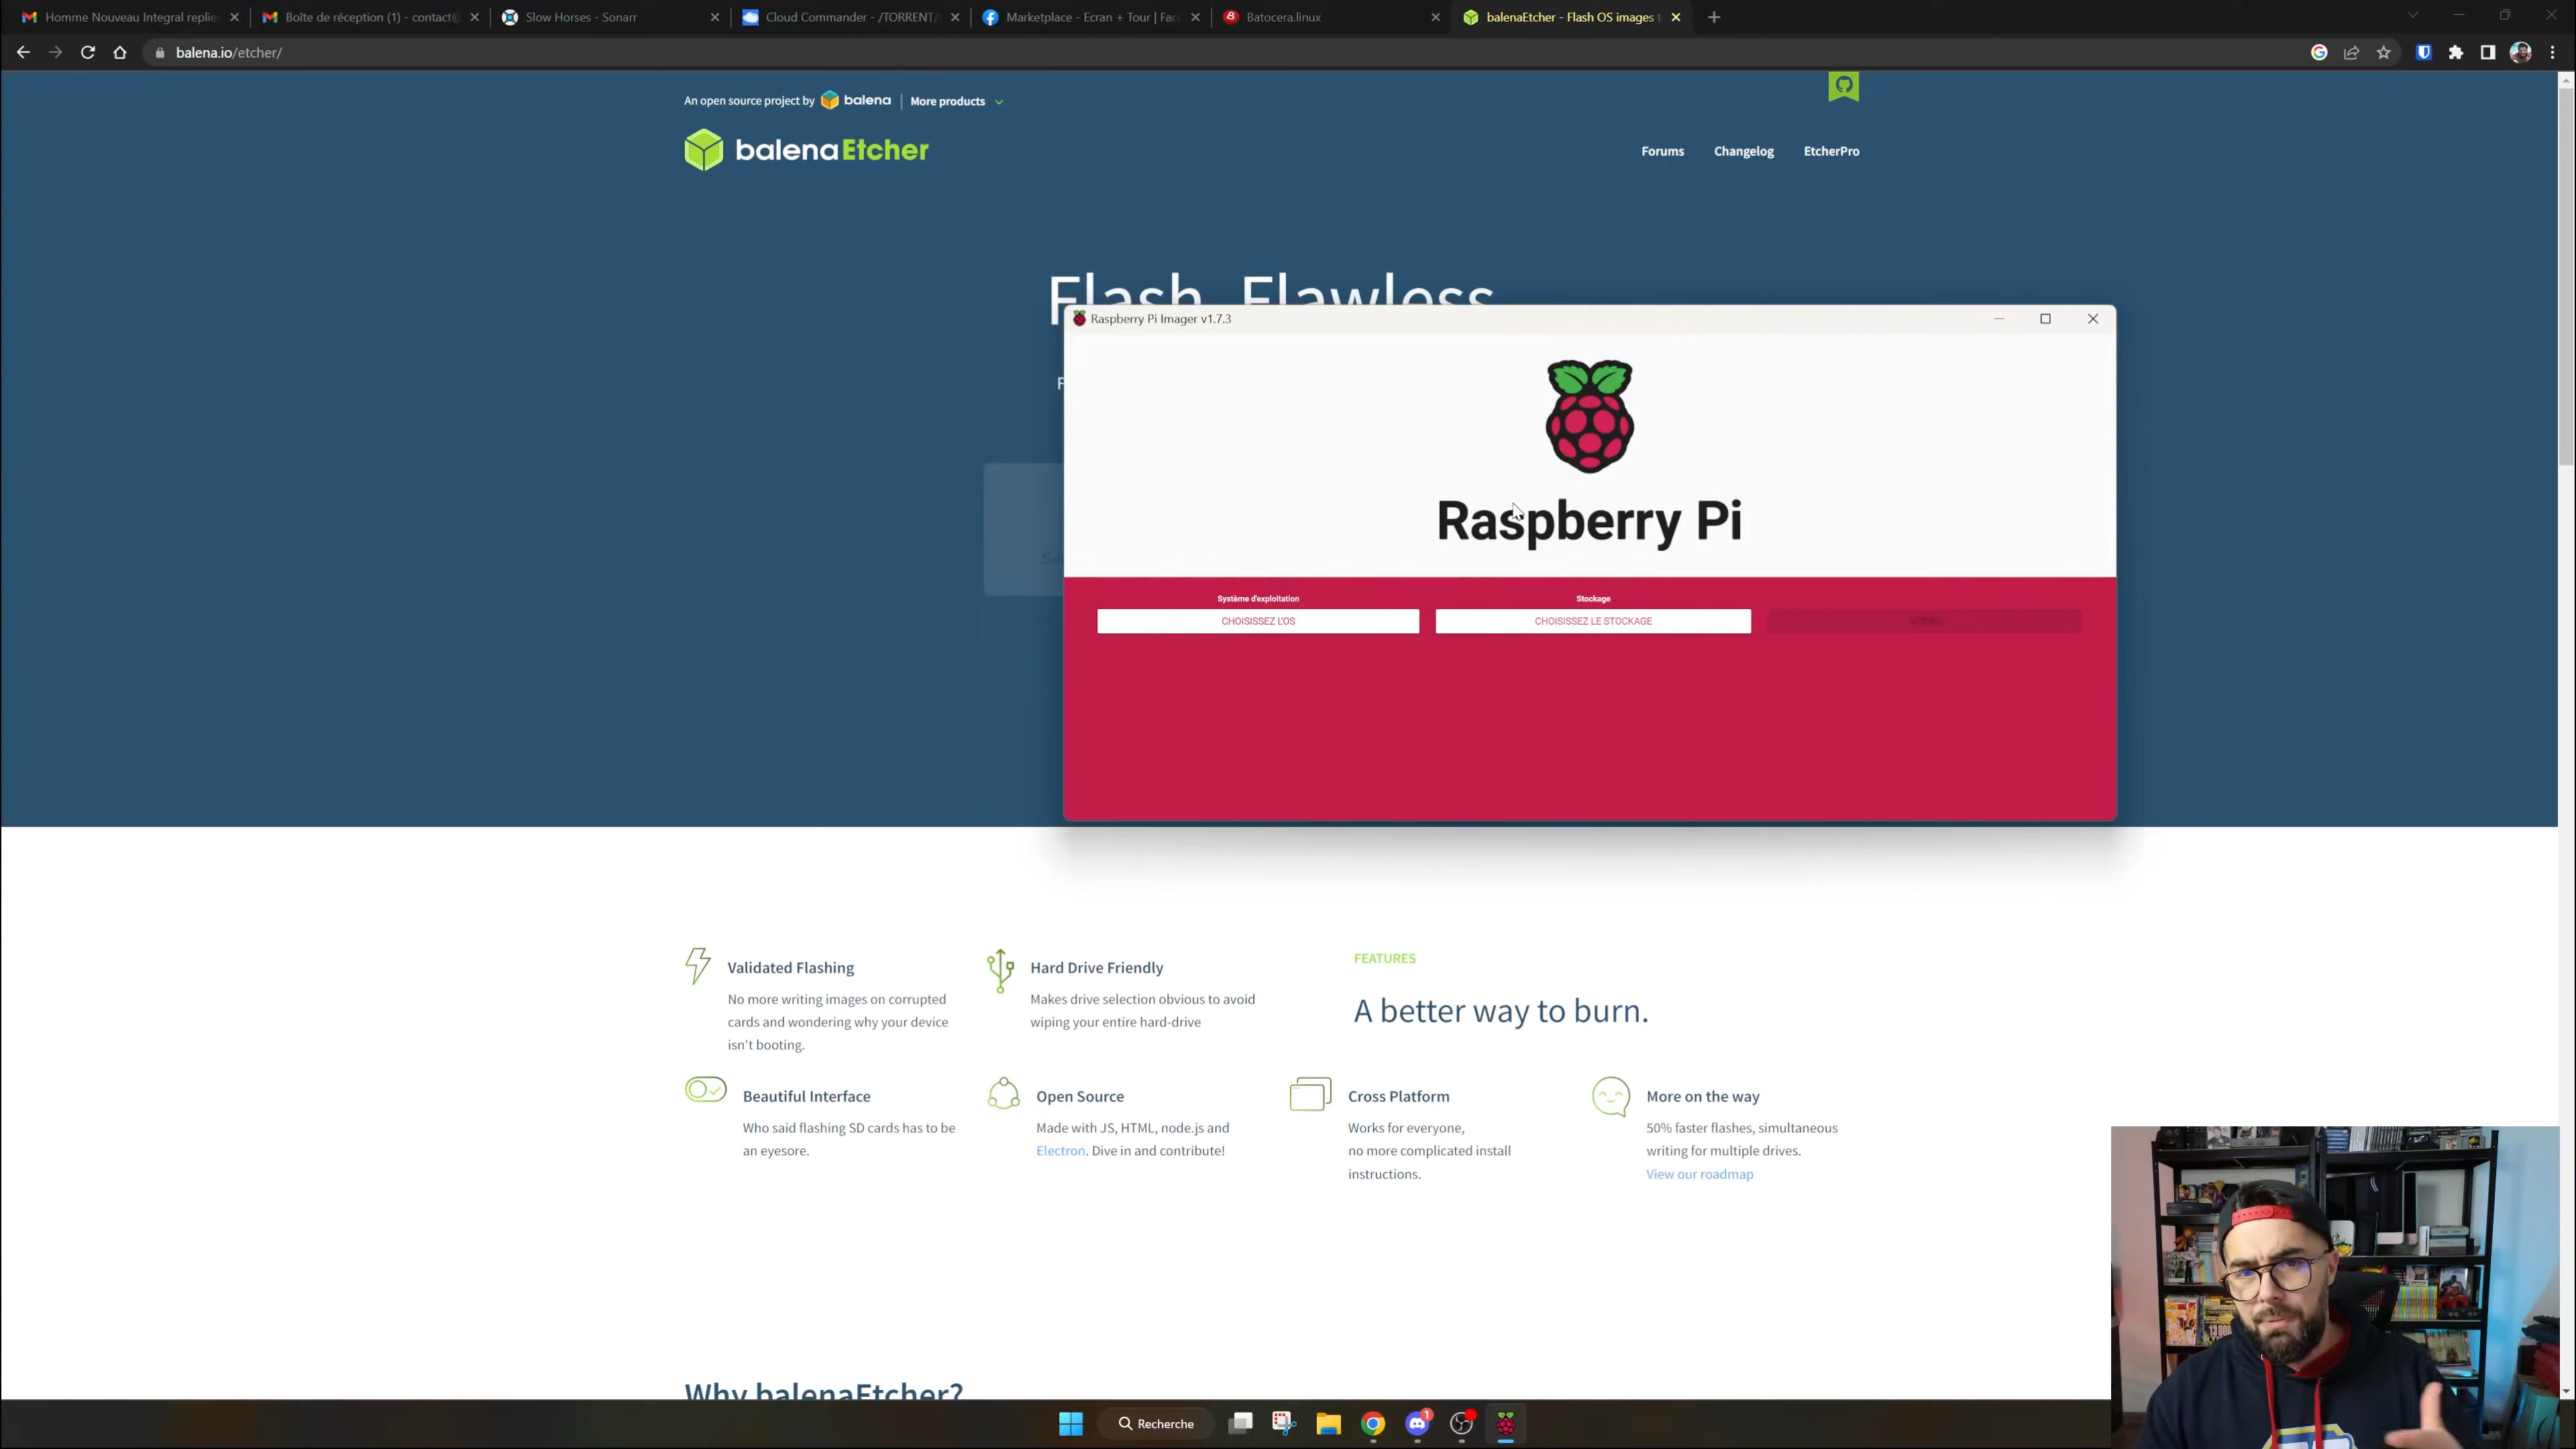 Homme Nouveau Integral replie
Boîte de réception (1) - contact@
Slow Horses - Sonarr
Cloud Commander - /TORRENT/
Marketplace - Ecran + Tour | Fac
Batocera.linux
balenaEtcher - Flash OS images t
balena.io/etcher/
An open source project by balena | More products
balenaEtcher
Forums Changelog EtcherPro
Flash. Flawless
F
Raspberry Pi Imager v1.7.3
Raspberry Pi
Système d'exploitation
CHOISISSEZ L'OS
Stockage
CHOISISSEZ LE STOCKAGE
Validated Flashing
No more writing images on corrupted
cards and wondering why your device
isn't booting.
Hard Drive Friendly
Makes drive selection obvious to avoid
wiping your entire hard-drive
FEATURES
A better way to burn.
Beautiful Interface
Who said flashing SD cards has to be
an eyesore.
Open Source
Made with JS, HTML, node.js and
Electron. Dive in and contribute!
Cross Platform
Works for everyone,
no more complicated install
instructions.
More on the way
50% faster flashes, simultaneous
writing for multiple drives.
View our roadmap
Why balenaEtcher?
Recherche
1